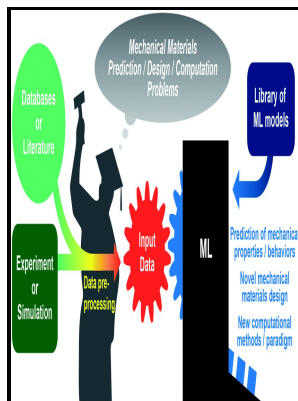 Mechanical Materials
Prediction / Design / Computation
Problems
Databases
or
Literature
Library of
ML models
Experiment
or
Simulation
Data pre-
processing
Input
Data
ML
Prediction of mechanical
properties / behaviors
Novel mechanical
materials design
New computational
methods / paradigm